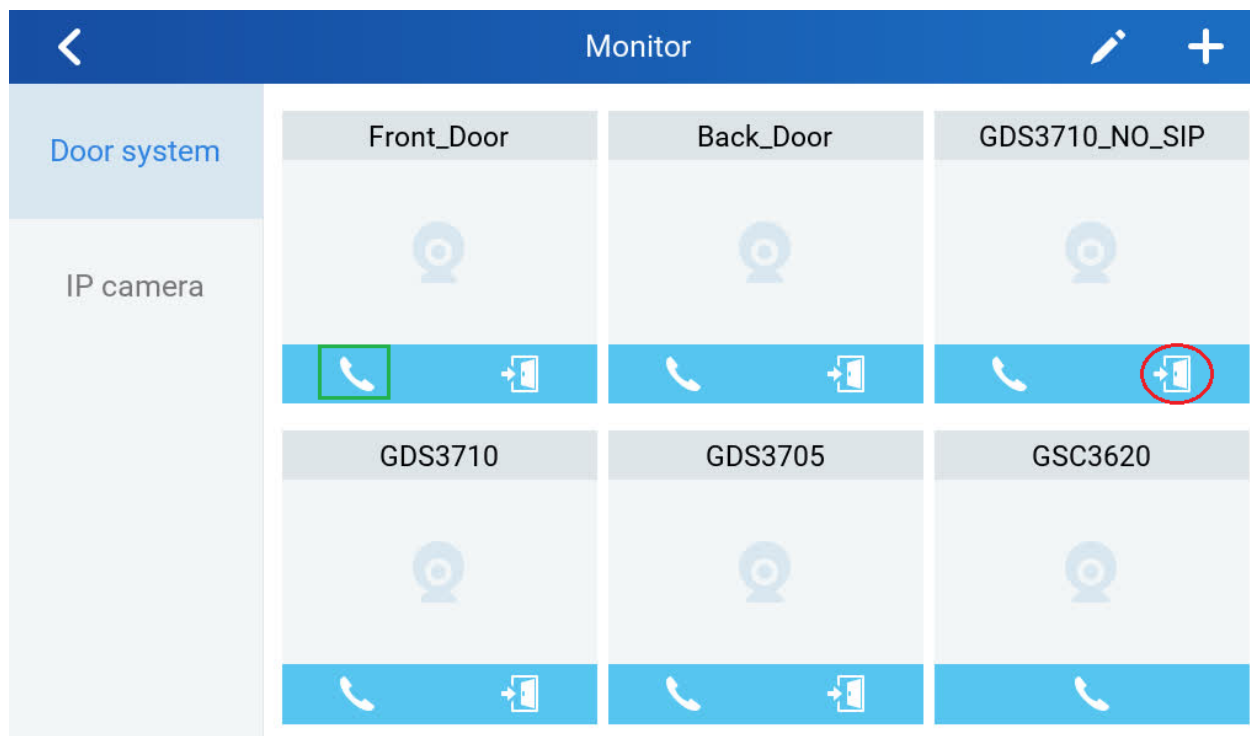 Monitor
Door system
IP camera
Front_Door
Back_Door
GDS3710_NO_SIP
GDS3710
GDS3705
GSC3620